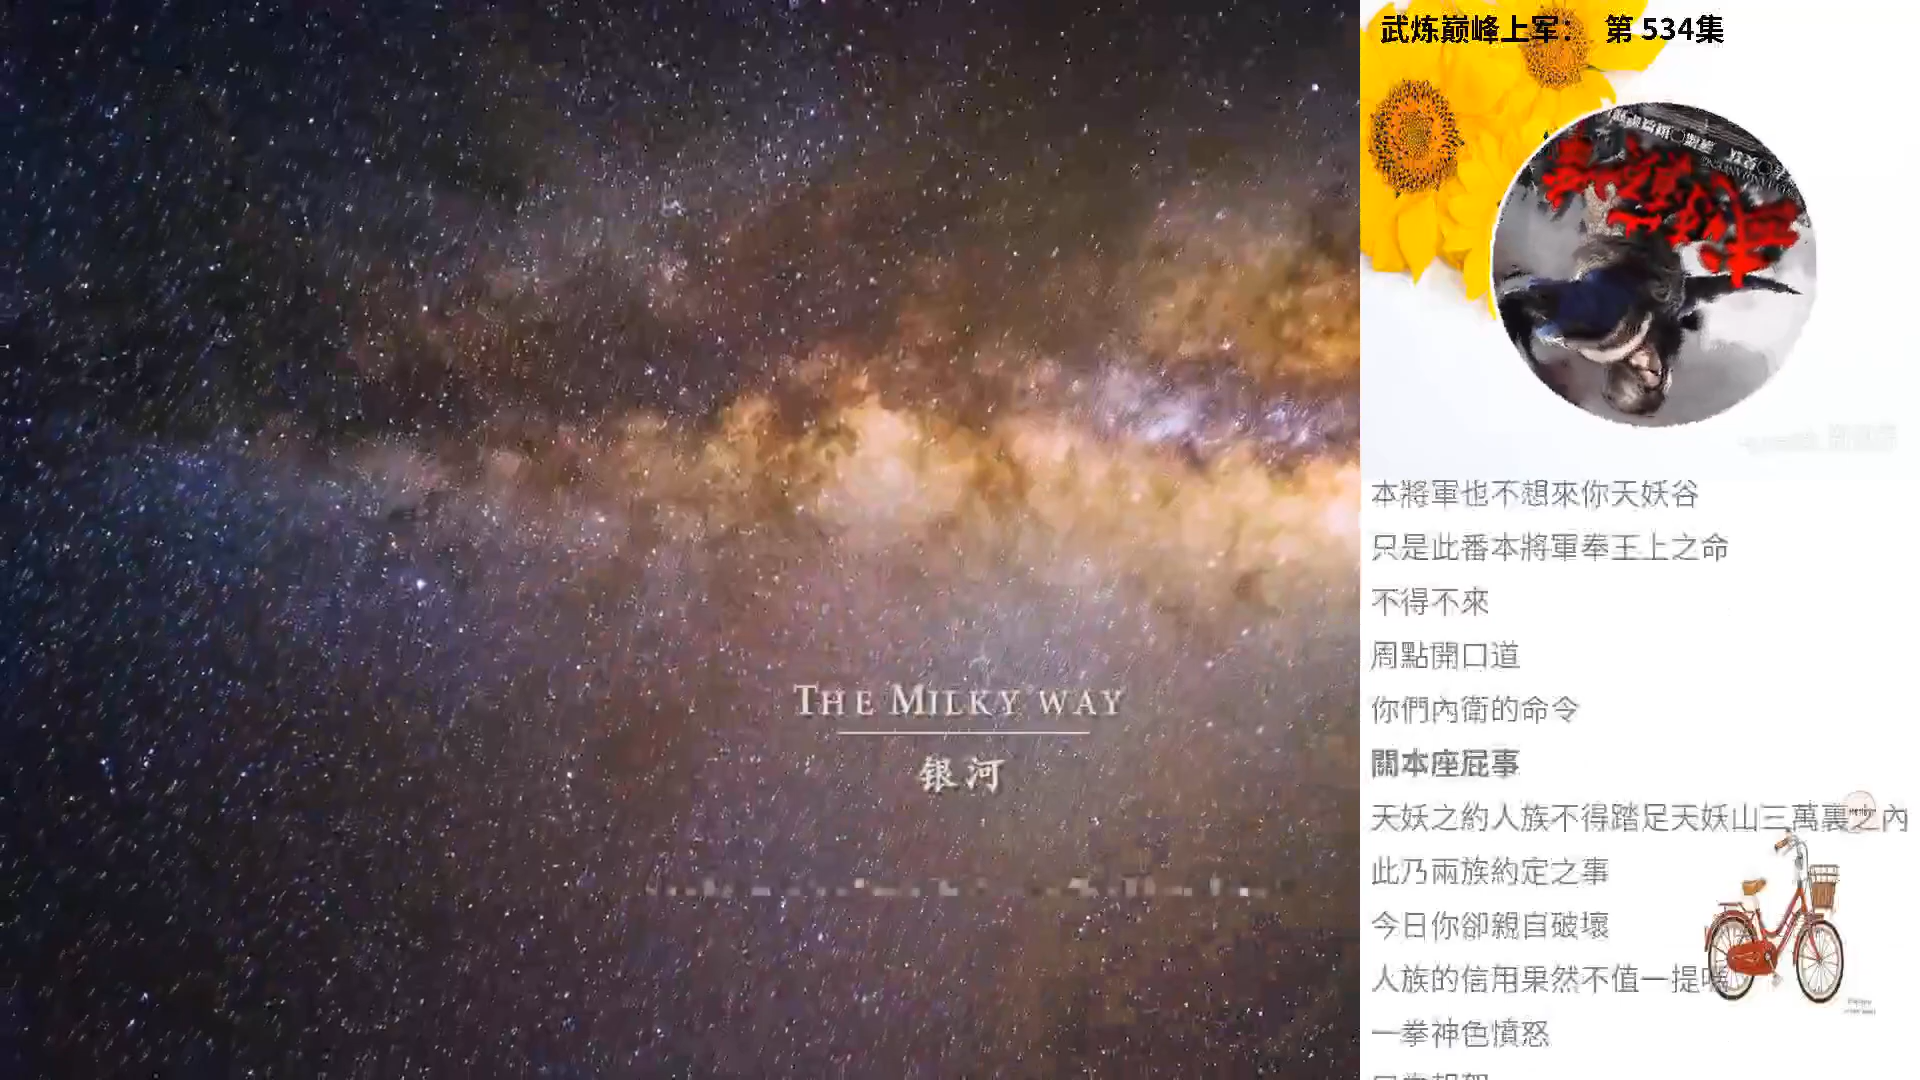 THE MILKY WAY
银河
武炼巅峰上军： 第 534集
本將軍也不想來你天妖谷
只是此番本將軍奉王上之命
不得不來
周點開口道
你們內衛的命令
關本座屁事
天妖之約人族不得踏足天妖山三萬裏之內
此乃兩族約定之事
今日你卻親自破壞
人族的信用果然不值一提嗎
一拳神色憤怒